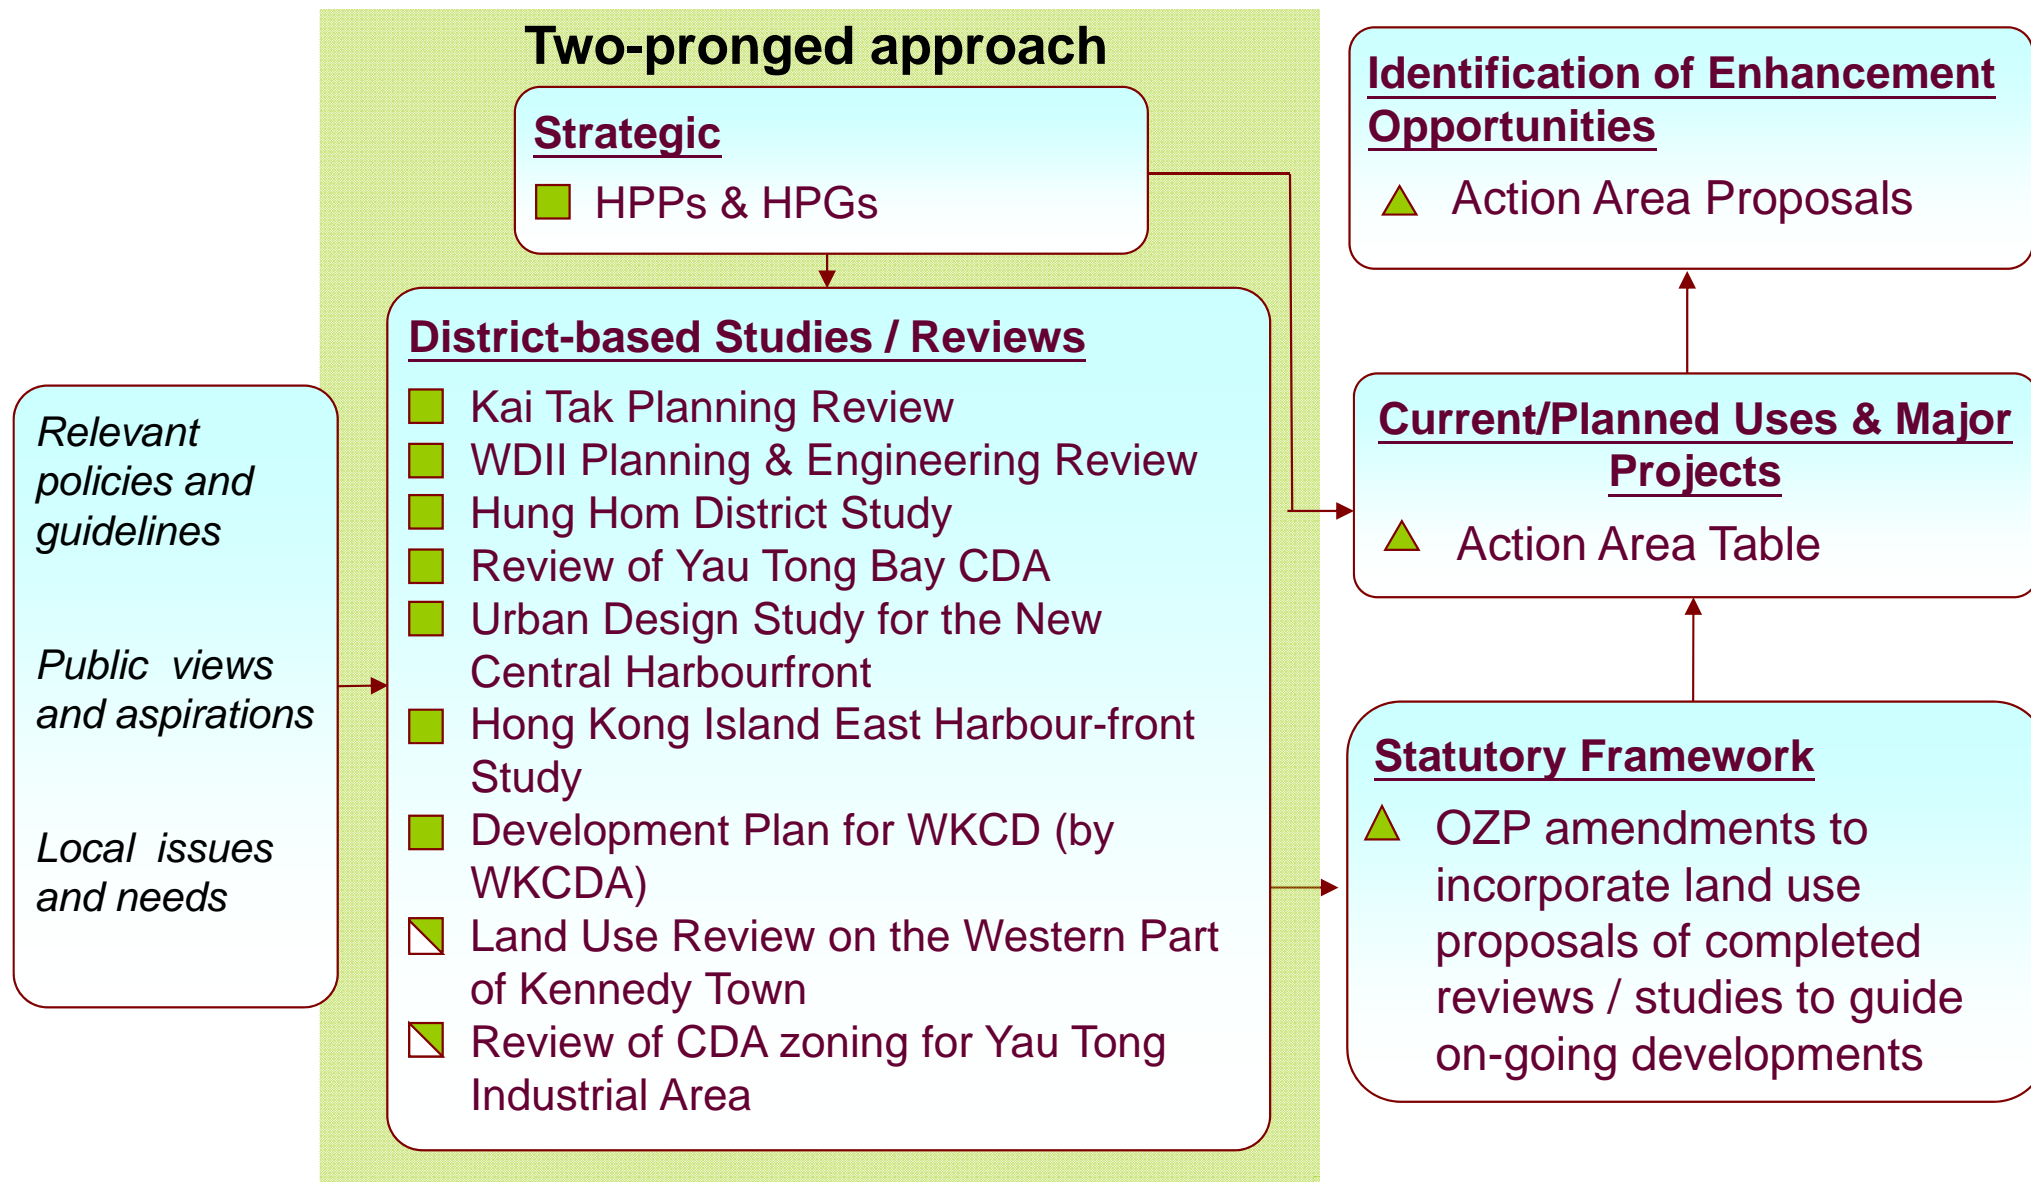 Two-pronged approach
Strategic
HPPs & HPGs
District-based Studies / Reviews
Kai Tak Planning Review
WDII Planning & Engineering Review
Hung Hom District Study
Review of Yau Tong Bay CDA
Urban Design Study for the New
Central Harbourfront
Hong Kong Island East Harbour-front
Study
Development Plan for WKCD (by
WKCDA)
Land Use Review on the Western Part
of Kennedy Town
Review of CDA zoning for Yau Tong
Industrial Area
Relevant
policies and
guidelines
Public views
and aspirations
Local issues
and needs
Identification of Enhancement
Opportunities
Action Area Proposals
Current/Planned Uses & Major
Projects
Action Area Table
Statutory Framework
OZP amendments to
incorporate land use
proposals of completed
reviews / studies to guide
on-going developments